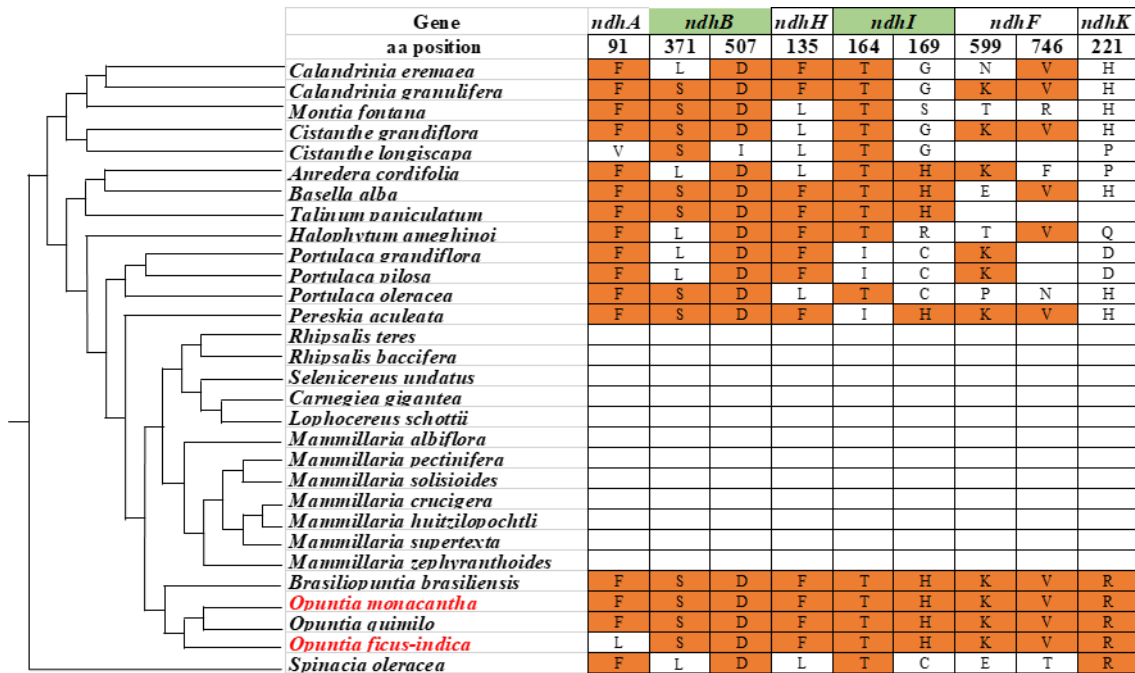 Gene ndhA ndhB ndhH ndhI ndhF ndhK
aa position 91 371 507 135 164 169 599 746 221
Calandrinia eremaea F L D F T G N V H
Calandrinia granulifera F S D F T G K V H
Montia fontana F S D L T S T R H
Cistanthe grandiflora F S D L T G K V H
Cistanthe longiscapa V S I L T G P
Anredera cordifolia F L D L T H K F P
Basella alba F S D F T H E V H
Talinum paniculatum F S D F T H
Halophytum ameghinoi F L D F T R T V Q
Portulaca grandiflora F L D F I C K D
Portulaca pilosa F L D F I C K D
Portulaca oleracea F S D L T C P N H
Pereskia aculeata F S D F I H K V H
Rhipsalis teres
Rhipsalis baccifera
Selenicereus undatus
Carnegiea gigantea
Lophocereus schottii
Mammillaria albiflora
Mammillaria pectinifera
Mammillaria solisioides
Mammillaria crucigera
Mammillaria huitzilopochtli
Mammillaria supertexta
Mammillaria zephyranthoides
Brasiliopuntia brasiliensis F S D F T H K V R
Opuntia monacantha F S D F T H K V R
Opuntia quimilo F S D F T H K V R
Opuntia ficus-indica L S D F T H K V R
Spinacia oleracea F L D L T C E T R